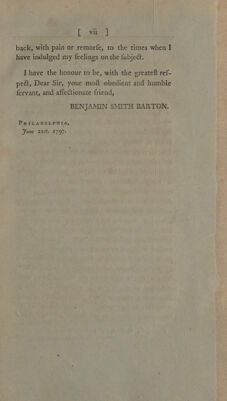 [ vii ]
back, with pain or remorſe, to the times when I
have indulged my feelings on the ſubject.
I have the honour to be, with the greateſt reſ-
pect, Dear Sir, your moſt obedient and humble
ſervant, and affectionate friend,
BENJAMIN SMITH BARTON.
PHILADELPHIA,
June 21st, 1797.